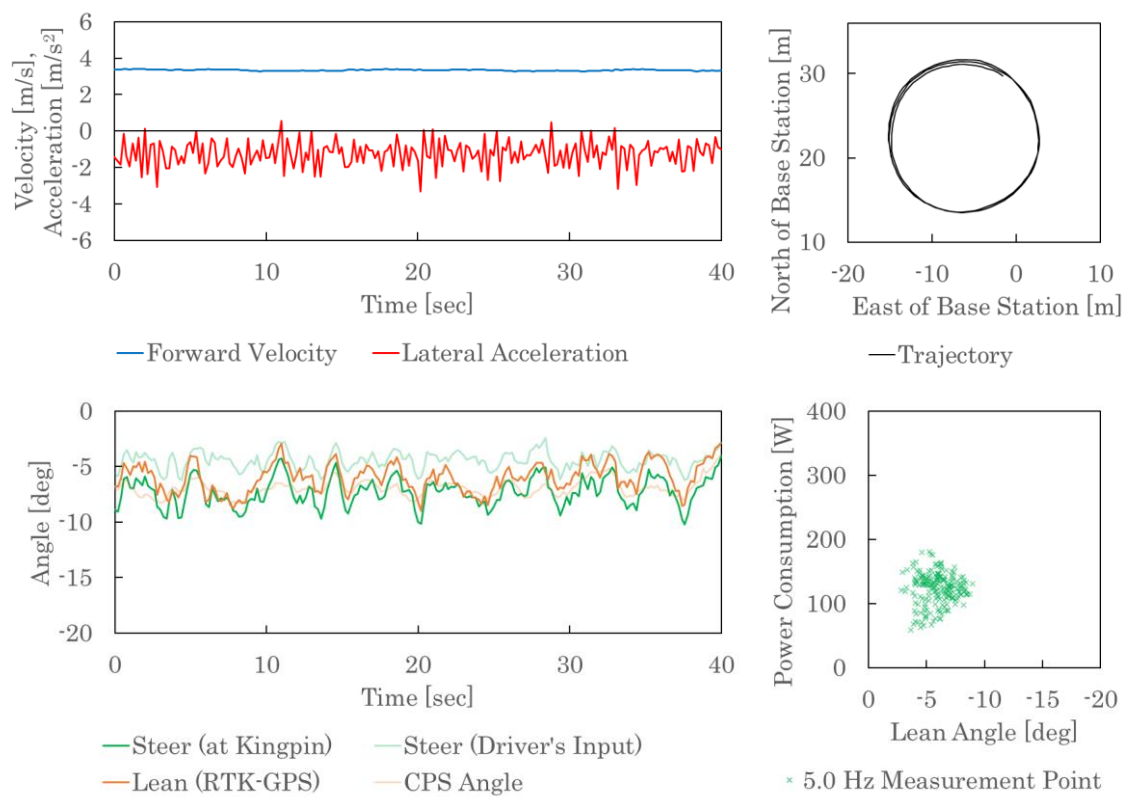 Velocity [m/s],
Acceleration [m/s²]
6
4
2
0
-2
-4
-6
0
10
20
30
40
Time [sec]
Forward Velocity
Lateral Acceleration
North of Base Station [m]
30
20
10
-20
-10
0
10
East of Base Station [m]
Trajectory
Angle [deg]
0
-5
-10
-15
-20
0
10
20
30
40
Time [sec]
Steer (at Kingpin)
Steer (Driver's Input)
Lean (RTK-GPS)
CPS Angle
Power Consumption [W]
400
300
200
100
0
0
-5
-10
-15
-20
Lean Angle [deg]
5.0 Hz Measurement Point